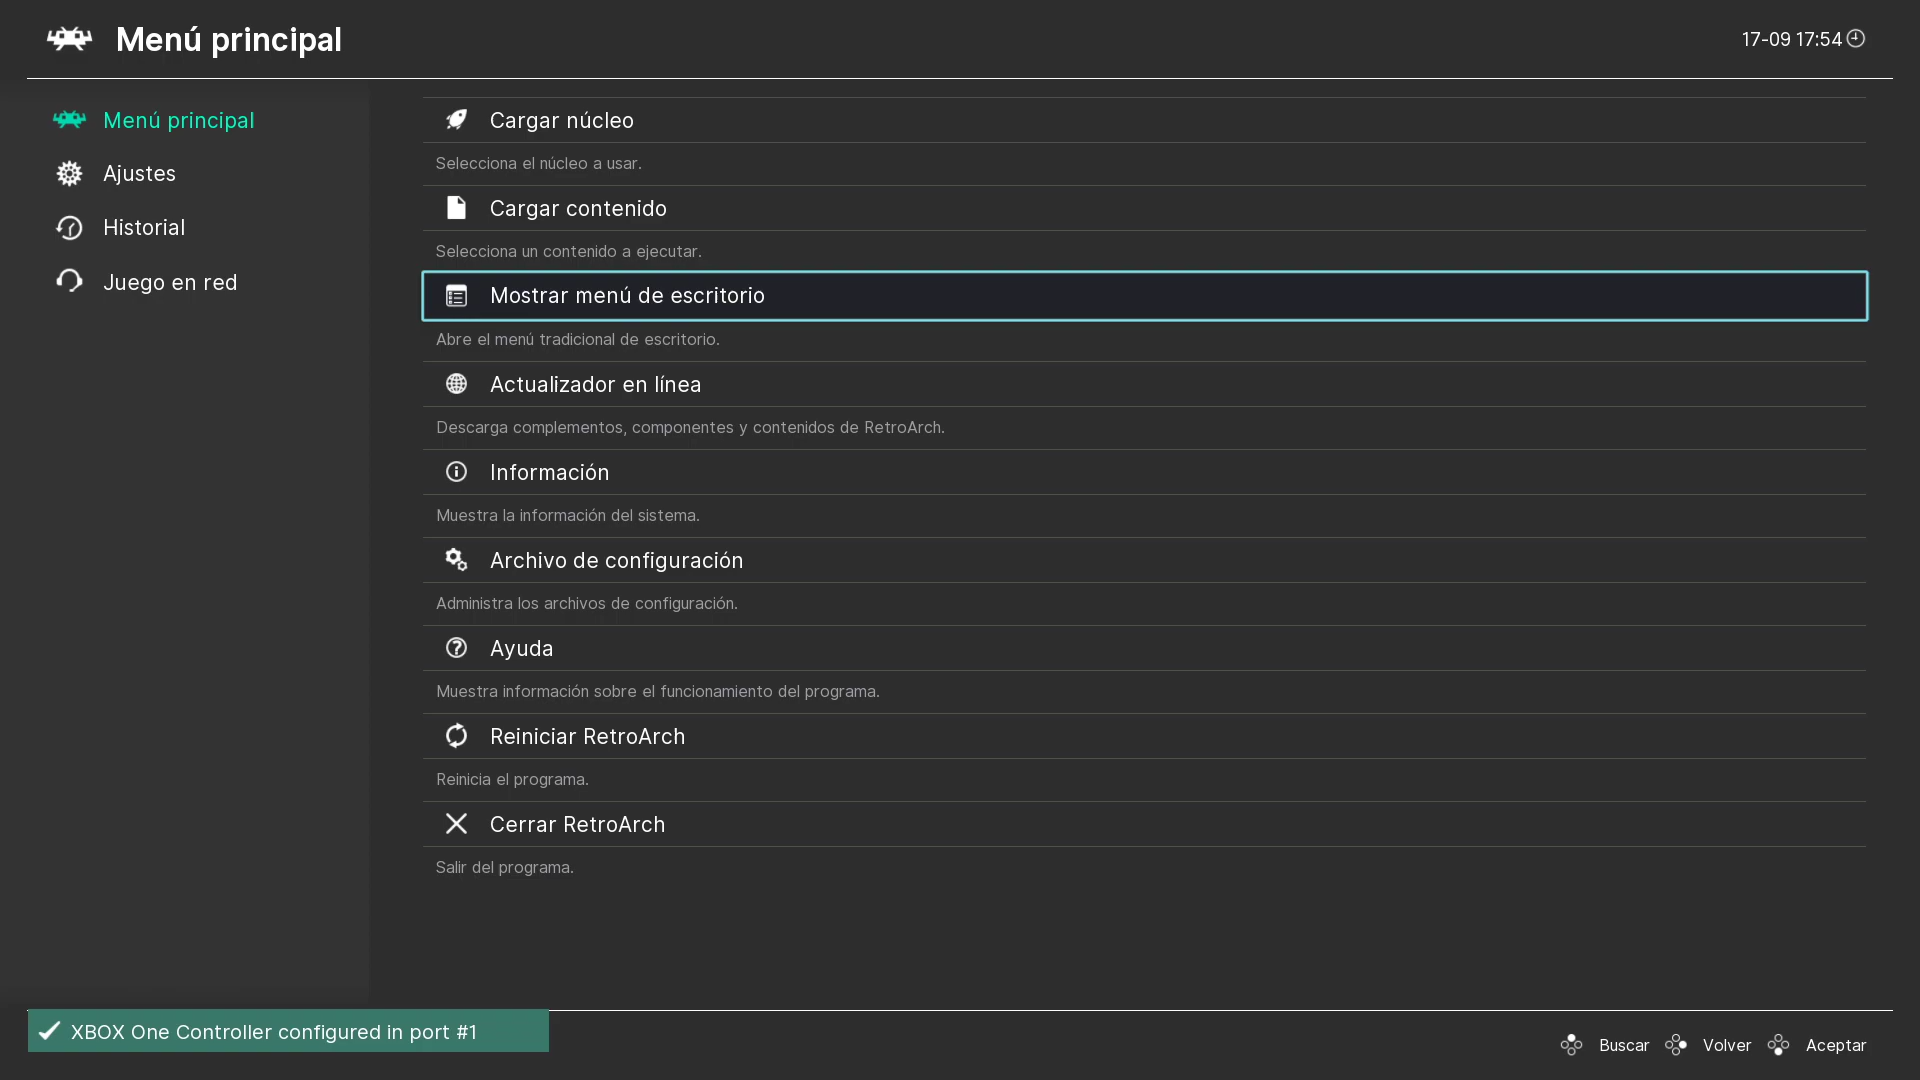 Menú principal
17-09 17:54
Menú principal
Ajustes
Historial
Juego en red
Cargar núcleo
Selecciona el núcleo a usar.
Cargar contenido
Selecciona un contenido a ejecutar.
Mostrar menú de escritorio
Abre el menú tradicional de escritorio.
Actualizador en línea
Descarga complementos, componentes y contenidos de RetroArch.
Información
Muestra la información del sistema.
Archivo de configuración
Administra los archivos de configuración.
Ayuda
Muestra información sobre el funcionamiento del programa.
Reiniciar RetroArch
Reinicia el programa.
Cerrar RetroArch
Salir del programa.
XBOX One Controller configured in port #1
Buscar Volver Aceptar